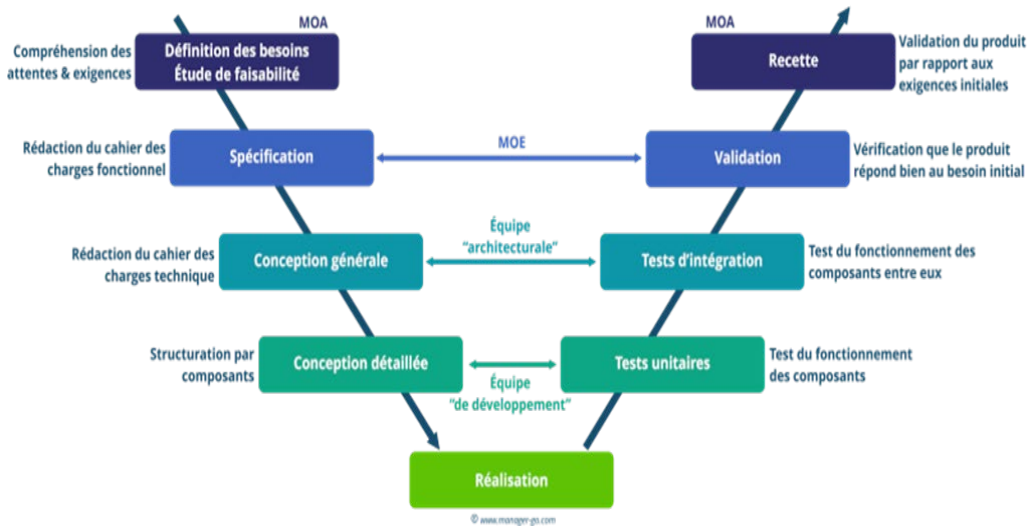 MOA
Compréhension des
attentes & exigences
Définition des besoins
Étude de faisabilité
MOA
Recette
Validation du produit
par rapport aux
exigences initiales
Rédaction du cahier des
charges fonctionnel
Spécification
MOE
Validation
Vérification que le produit
répond bien au besoin initial
Rédaction du cahier des
charges technique
Conception générale
Équipe
“architecturale”
Tests d’intégration
Test du fonctionnement des
composants entre eux
Structuration par
composants
Conception détaillée
Équipe
“de développement”
Tests unitaires
Test du fonctionnement
des composants
Réalisation
© www.manager-go.com